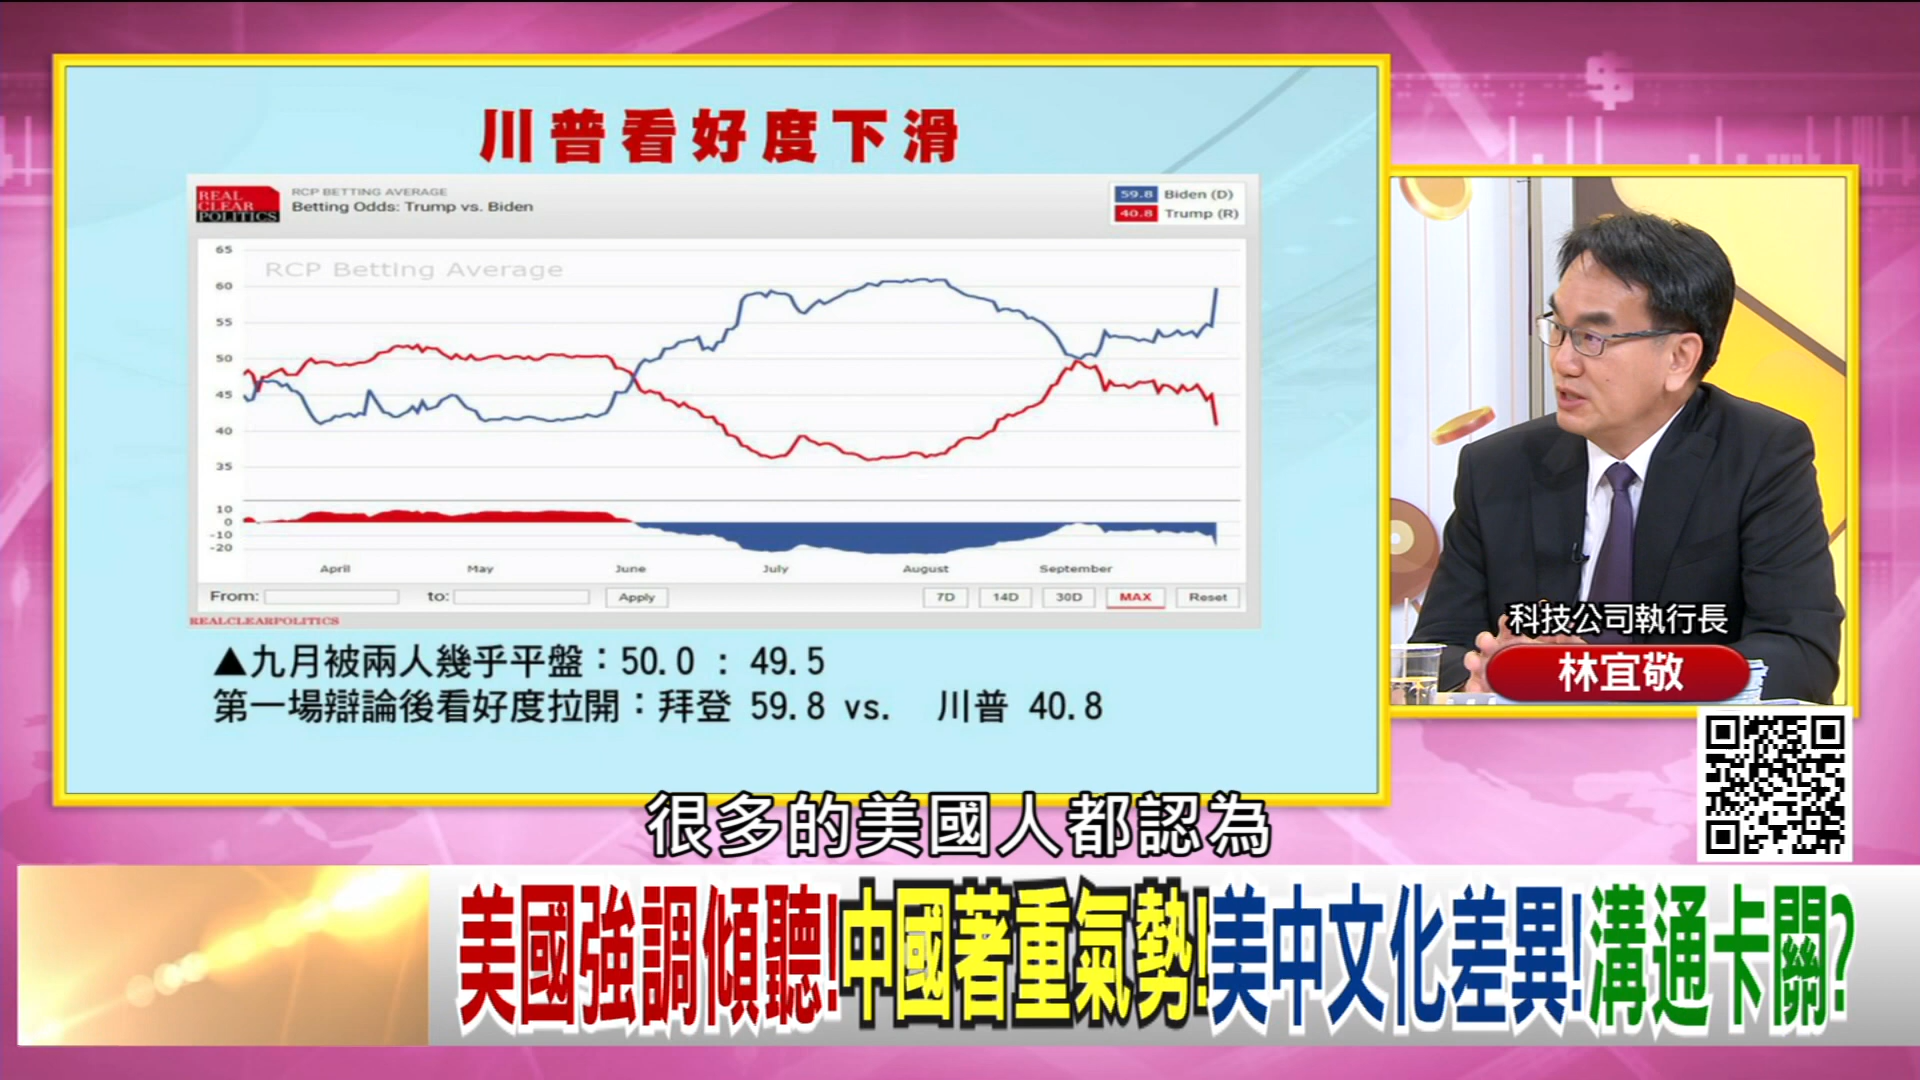 川普看好度下滑
REAL
CLEAR
POLITICS
RCP BETTING AVERAGE
Betting Odds: Trump vs. Biden
59.8 Biden (D)
40.8 Trump (R)
RCP Betting Average
65
60
55
50
45
40
35
10
0
-10
-20
April May June July August September
From: to: Apply 7D 14D 30D MAX Reset
REALCLEARPOLITICS
▲九月被兩人幾乎平盤：50.0 : 49.5
第一場辯論後看好度拉開：拜登 59.8 vs. 川普 40.8
科技公司執行長
林宜敬
很多的美國人都認為
美國強調傾聽!中國著重氣勢!美中文化差異!溝通卡關?